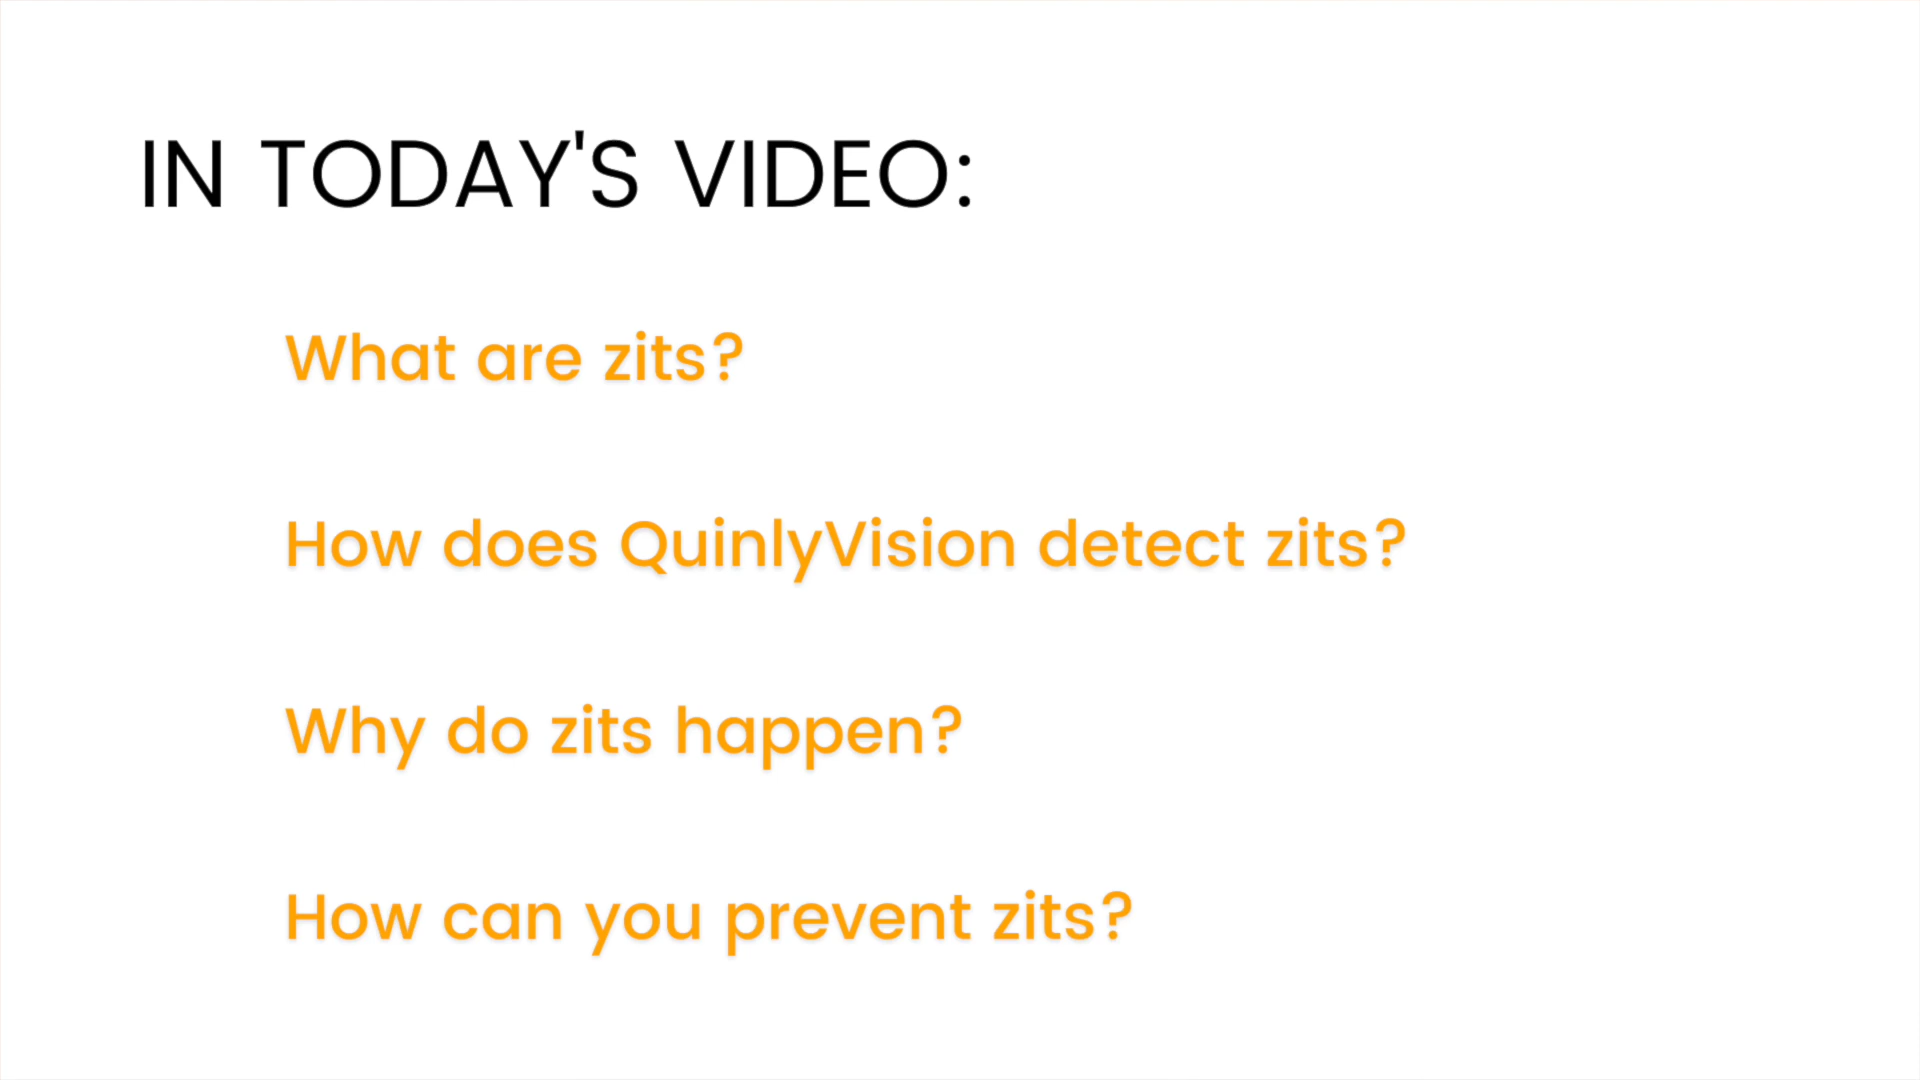 IN TODAY'S VIDEO:
What are zits?
How does QuinlyVision detect zits?
Why do zits happen?
How can you prevent zits?